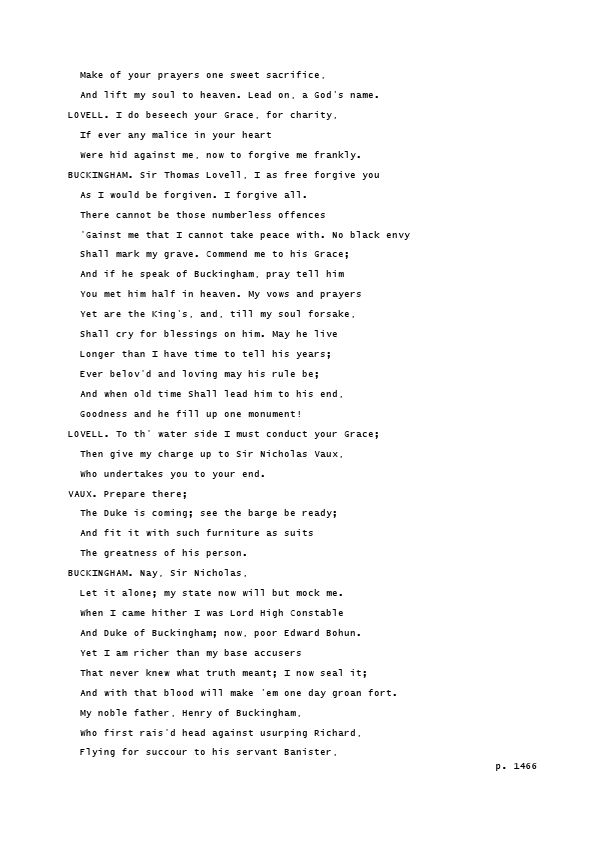 Make of your prayers one sweet sacrifice,
And lift my soul to heaven. Lead on, a God's name.
LOVELL. I do beseech your Grace, for charity,
If ever any malice in your heart
Were hid against me, now to forgive me frankly.
BUCKINGHAM. Sir Thomas Lovell, I as free forgive you
As I would be forgiven. I forgive all.
There cannot be those numberless offences
'Gainst me that I cannot take peace with. No black envy
Shall mark my grave. Commend me to his Grace;
And if he speak of Buckingham, pray tell him
You met him half in heaven. My vows and prayers
Yet are the King's, and, till my soul forsake,
Shall cry for blessings on him. May he live
Longer than I have time to tell his years;
Ever belov'd and loving may his rule be;
And when old time Shall lead him to his end,
Goodness and he fill up one monument!
LOVELL. To th' water side I must conduct your Grace;
Then give my charge up to Sir Nicholas Vaux,
Who undertakes you to your end.
VAUX. Prepare there;
The Duke is coming; see the barge be ready;
And fit it with such furniture as suits
The greatness of his person.
BUCKINGHAM. Nay, Sir Nicholas,
Let it alone; my state now will but mock me.
When I came hither I was Lord High Constable
And Duke of Buckingham; now, poor Edward Bohun.
Yet I am richer than my base accusers
That never knew what truth meant; I now seal it;
And with that blood will make 'em one day groan fort.
My noble father, Henry of Buckingham,
Who first rais'd head against usurping Richard,
Flying for succour to his servant Banister,
p. 1466